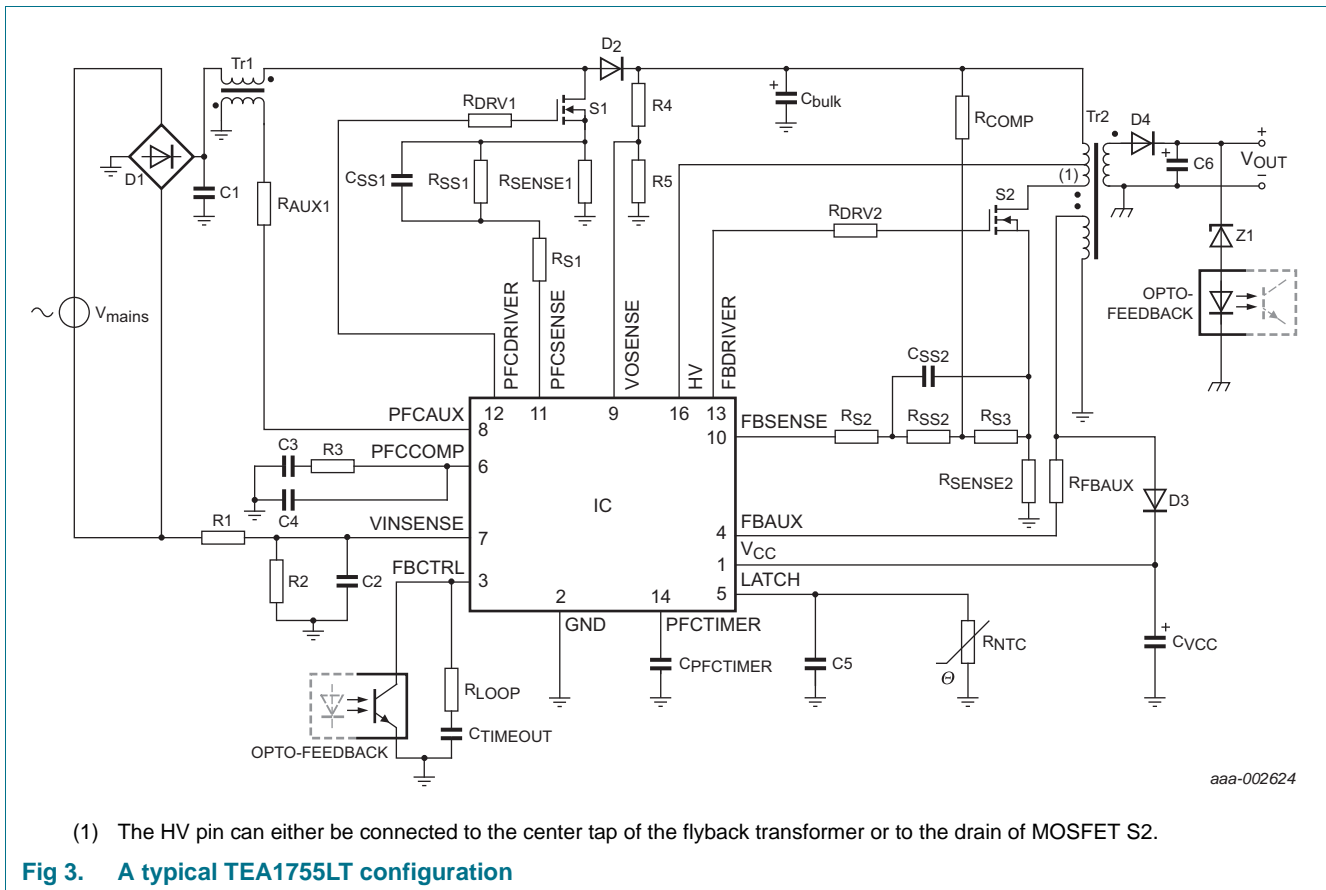 Tr1
D2
RDRV1
S1
R4
Cbulk
RCOMP
Tr2
D4
+
VOUT
−
C6
+
(1)
D1
C1
CSS1
RSS1
RSENSE1
R5
RAUX1
RS1
RDRV2
S2
Z1
OPTO-
FEEDBACK
~
Vmains
PFCDRIVER
PFCSENSE
VOSENSE
HV
FBDRIVER
CSS2
PFCAUX
12
11
9
16
13
8
10
FBSENSE
RS2
RSS2
RS3
C3
R3
PFCCOMP
6
C4
RSENSE2
RFBAUX
D3
IC
R1
VINSENSE
7
FBAUX
4
VCC
1
R2
C2
FBCTRL
3
LATCH
5
2
14
GND
PFCTIMER
CPFCTIMER
C5
RNTC
Θ
+
CVCC
RLOOP
CTIMEOUT
OPTO-FEEDBACK
aaa-002624
(1) The HV pin can either be connected to the center tap of the flyback transformer or to the drain of MOSFET S2.
Fig 3. A typical TEA1755LT configuration